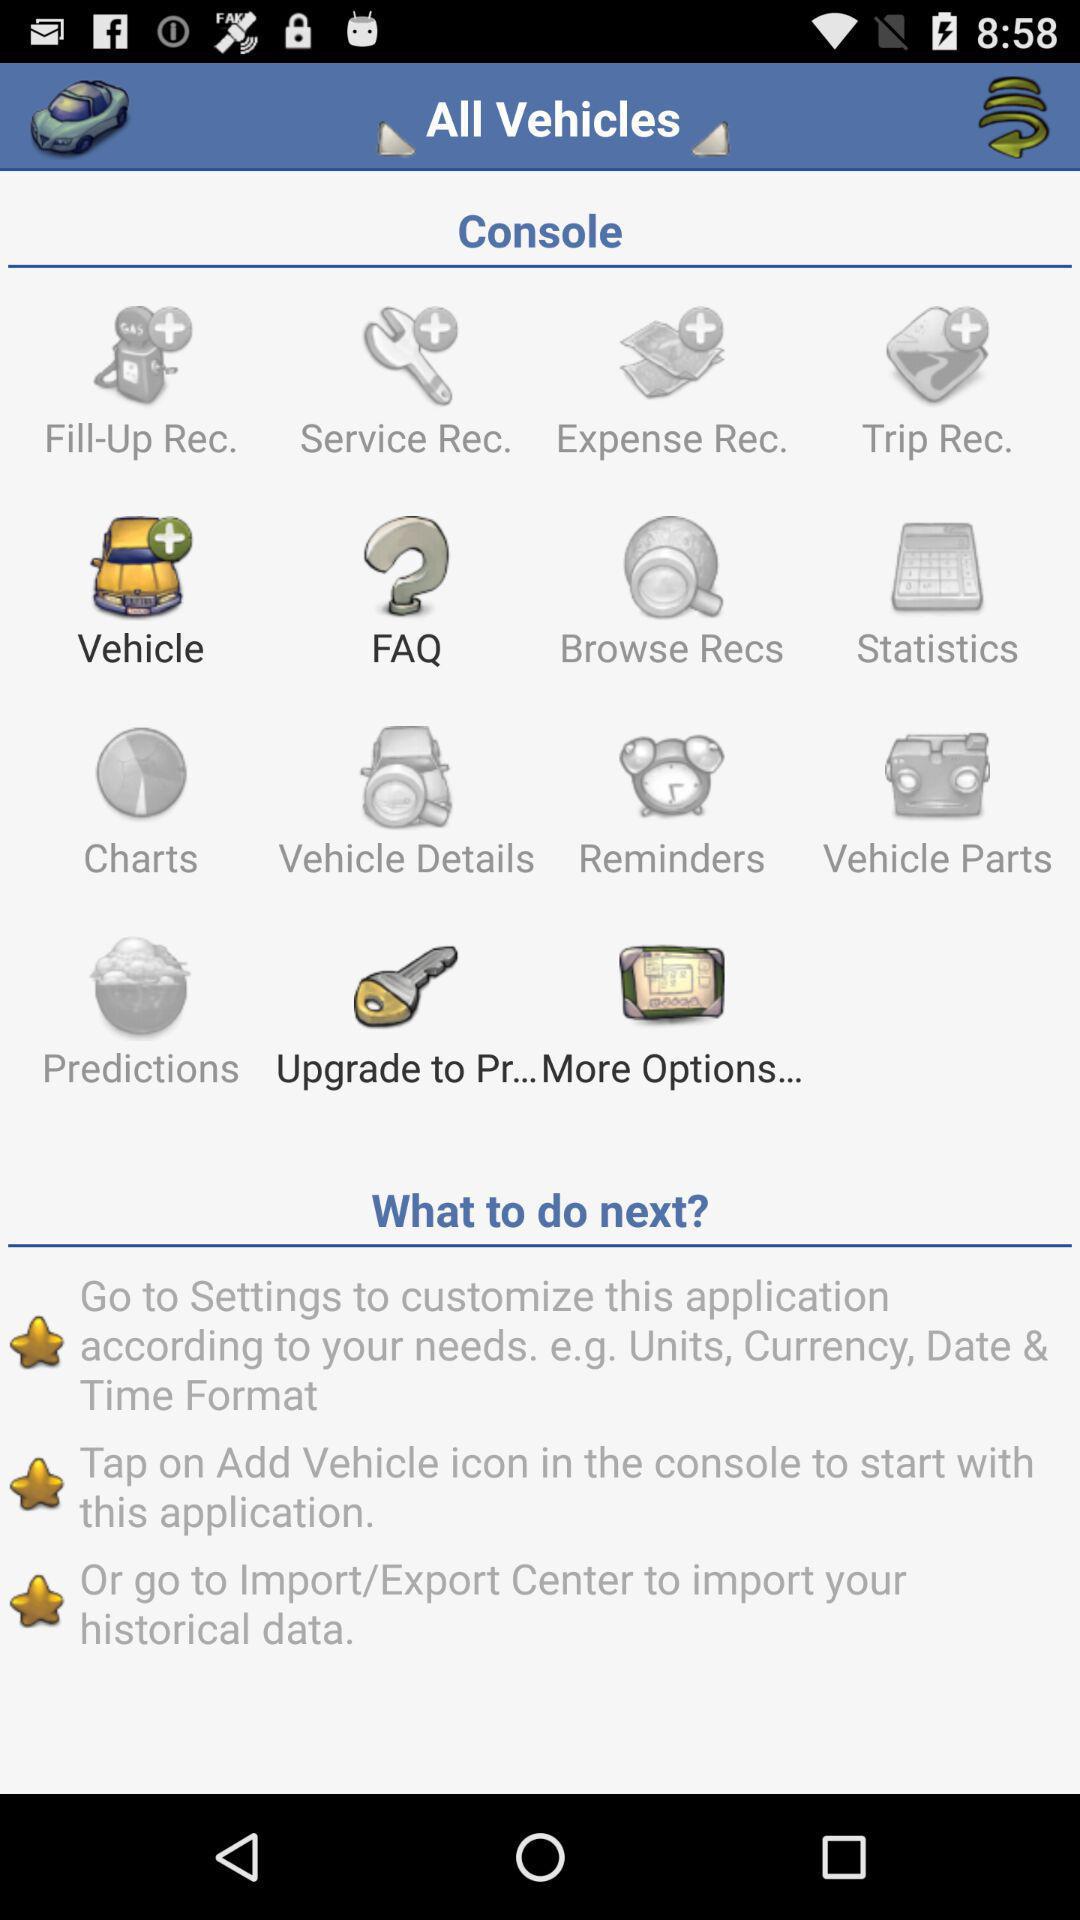 FAKE 8:58
All Vehicles
Console
GAS
Fill-Up Rec. Service Rec. Expense Rec. Trip Rec.
Vehicle FAQ Browse Recs Statistics
Charts Vehicle Details Reminders Vehicle Parts
Predictions Upgrade to Pr... More Options...
What to do next?
Go to Settings to customize this application
according to your needs. e.g. Units, Currency, Date &
Time Format
Tap on Add Vehicle icon in the console to start with
this application.
Or go to Import/Export Center to import your
historical data.